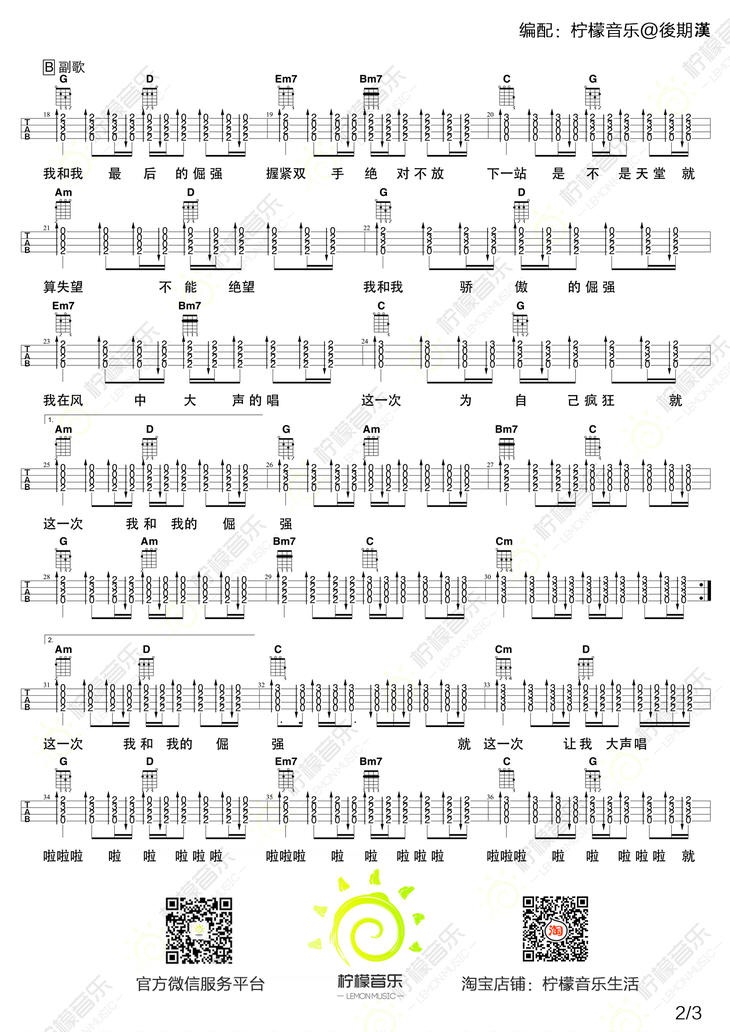 编配：柠檬音乐@後期漢
B 副歌
G D Em7 Bm7 C G
18 19 20
我和我 最 后 的 倔 强 握紧双 手 绝 对 不 放 下一站 是 不 是 天堂 就
Am D G D
21 22
算失望 不 能 绝望 我和我 骄 傲 的 倔 强
Em7 Bm7 C G
23 24
我在风 中 大 声的 唱 这一次 为 自 己 疯狂 就
1.
Am D G Am Bm7 C
25 26 27
这一次 我 和 我的 倔 强
G Am Bm7 C Cm
28 29 30
2.
Am D C Cm D
31 32 33
这一次 我 和 我的 倔 强 就 这一次 让我 大声唱
G D Em7 Bm7 C G
34 35 36
啦啦啦 啦 啦 啦 啦 啦 啦啦啦 啦 啦 啦 啦 啦 啦啦啦 啦 啦 啦 啦 啦 就
官方微信服务平台
柠檬音乐
LEMON MUSIC
淘
淘宝店铺：柠檬音乐生活
2/3